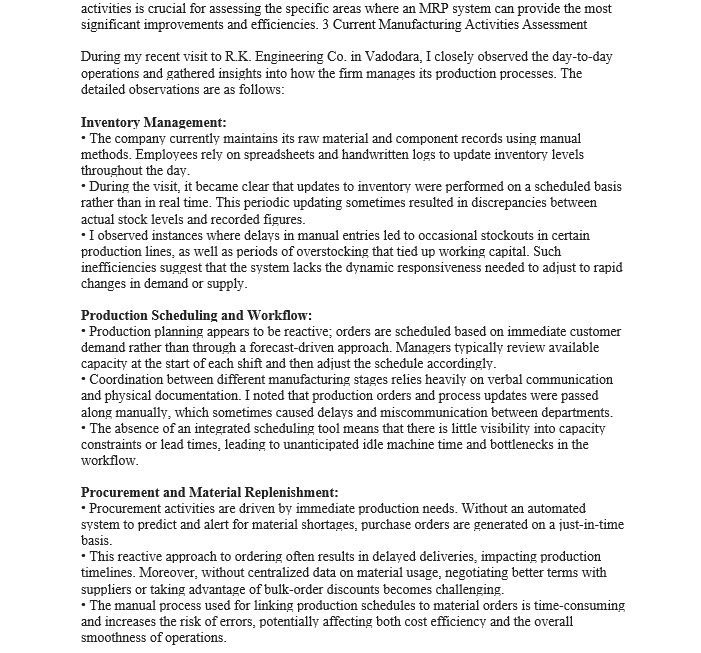 activities is crucial for assessing the specific areas where an MRP system can provide the most
significant improvements and efficiencies. 3 Current Manufacturing Activities Assessment
During my recent visit to R.K. Engineering Co. in Vadodara, I closely observed the day-to-day
operations and gathered insights into how the firm manages its production processes. The
detailed observations are as follows:
Inventory Management:
• The company currently maintains its raw material and component records using manual
methods. Employees rely on spreadsheets and handwritten logs to update inventory levels
throughout the day.
• During the visit, it became clear that updates to inventory were performed on a scheduled basis
rather than in real time. This periodic updating sometimes resulted in discrepancies between
actual stock levels and recorded figures.
• I observed instances where delays in manual entries led to occasional stockouts in certain
production lines, as well as periods of overstocking that tied up working capital. Such
inefficiencies suggest that the system lacks the dynamic responsiveness needed to adjust to rapid
changes in demand or supply.
Production Scheduling and Workflow:
• Production planning appears to be reactive; orders are scheduled based on immediate customer
demand rather than through a forecast-driven approach. Managers typically review available
capacity at the start of each shift and then adjust the schedule accordingly.
• Coordination between different manufacturing stages relies heavily on verbal communication
and physical documentation. I noted that production orders and process updates were passed
along manually, which sometimes caused delays and miscommunication between departments.
• The absence of an integrated scheduling tool means that there is little visibility into capacity
constraints or lead times, leading to unanticipated idle machine time and bottlenecks in the
workflow.
Procurement and Material Replenishment:
• Procurement activities are driven by immediate production needs. Without an automated
system to predict and alert for material shortages, purchase orders are generated on a just-in-time
basis.
• This reactive approach to ordering often results in delayed deliveries, impacting production
timelines. Moreover, without centralized data on material usage, negotiating better terms with
suppliers or taking advantage of bulk-order discounts becomes challenging.
• The manual process used for linking production schedules to material orders is time-consuming
and increases the risk of errors, potentially affecting both cost efficiency and the overall
smoothness of operations.